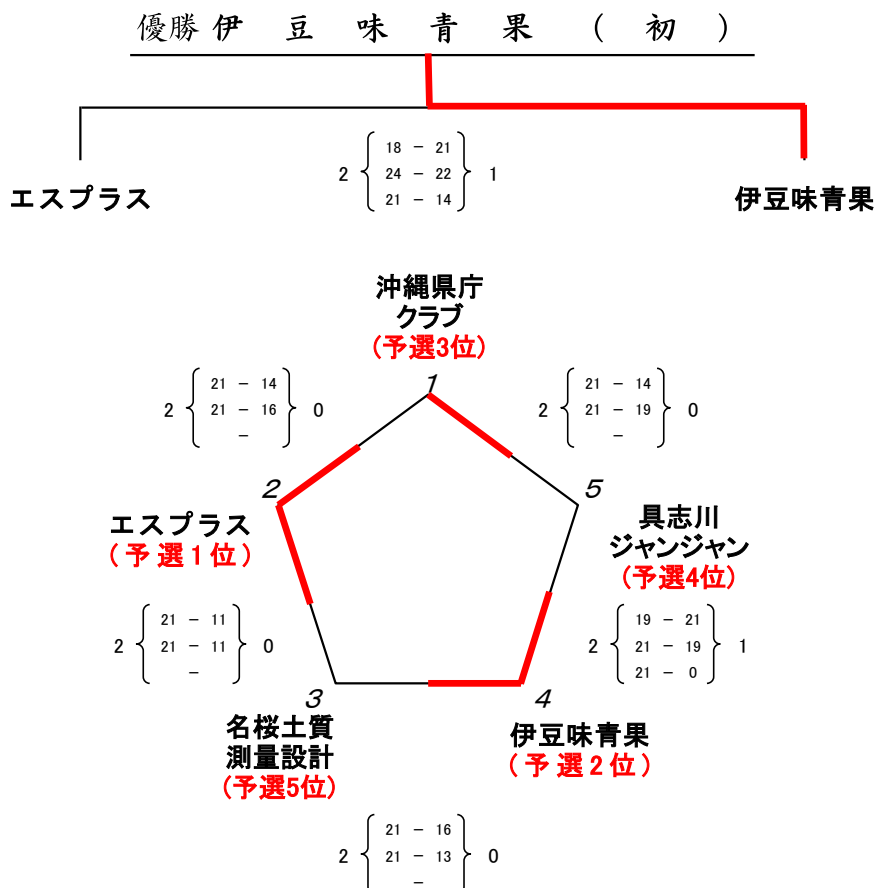 優勝 伊豆味青果(初)
2 { 18 - 21 } 1
24 - 22
21 - 14
エスプラス
伊豆味青果
沖縄県庁
クラブ
(予選3位)
1
2 { 21 - 14 } 0
21 - 16
-
2 { 21 - 14 } 0
21 - 19
-
2
5
エスプラス
(予選1位)
具志川
ジャンジャン
(予選4位)
2 { 21 - 11 } 0
21 - 11
-
2 { 19 - 21 } 1
21 - 19
21 - 0
3
4
名桜土質
測量設計
(予選5位)
伊豆味青果
(予選2位)
2 { 21 - 16 } 0
21 - 13
-